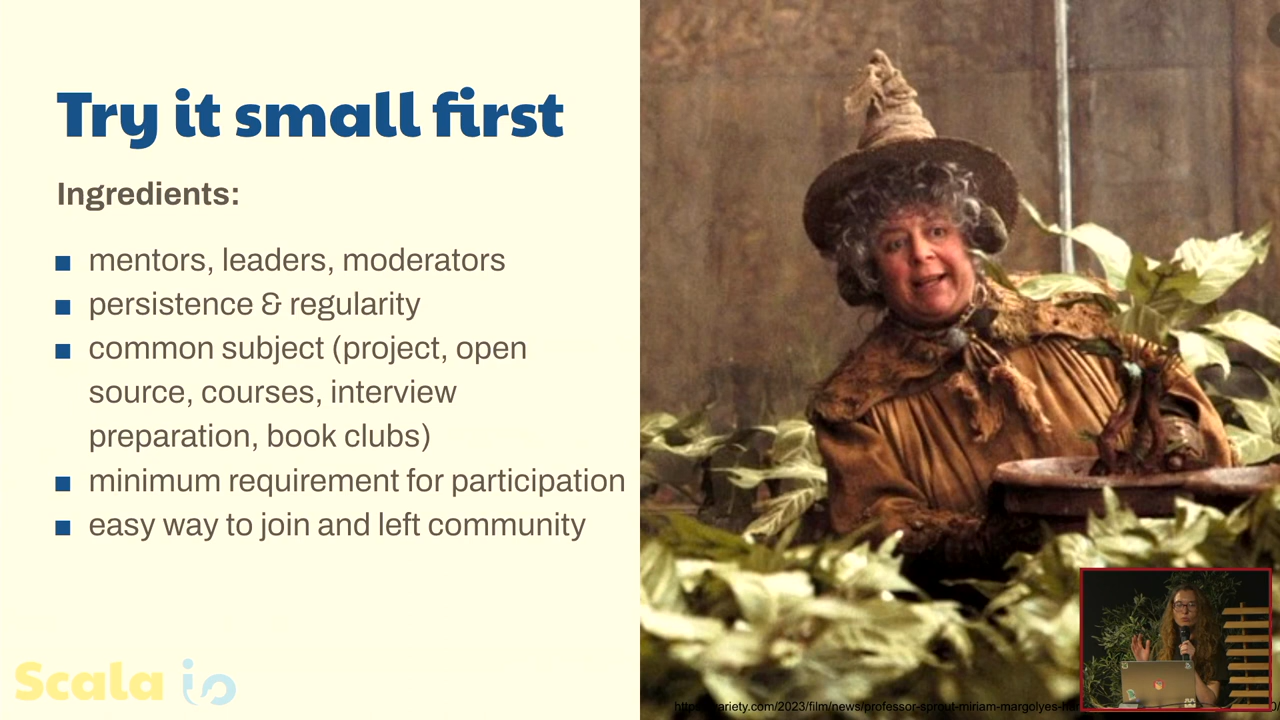 Try it small first
Ingredients:
mentors, leaders, moderators
persistence & regularity
common subject (project, open
source, courses, interview
preparation, book clubs)
minimum requirement for participation
easy way to join and left community
Scala io
variety.com/2023/film/news/professor-sprout-miriam-margolyes-